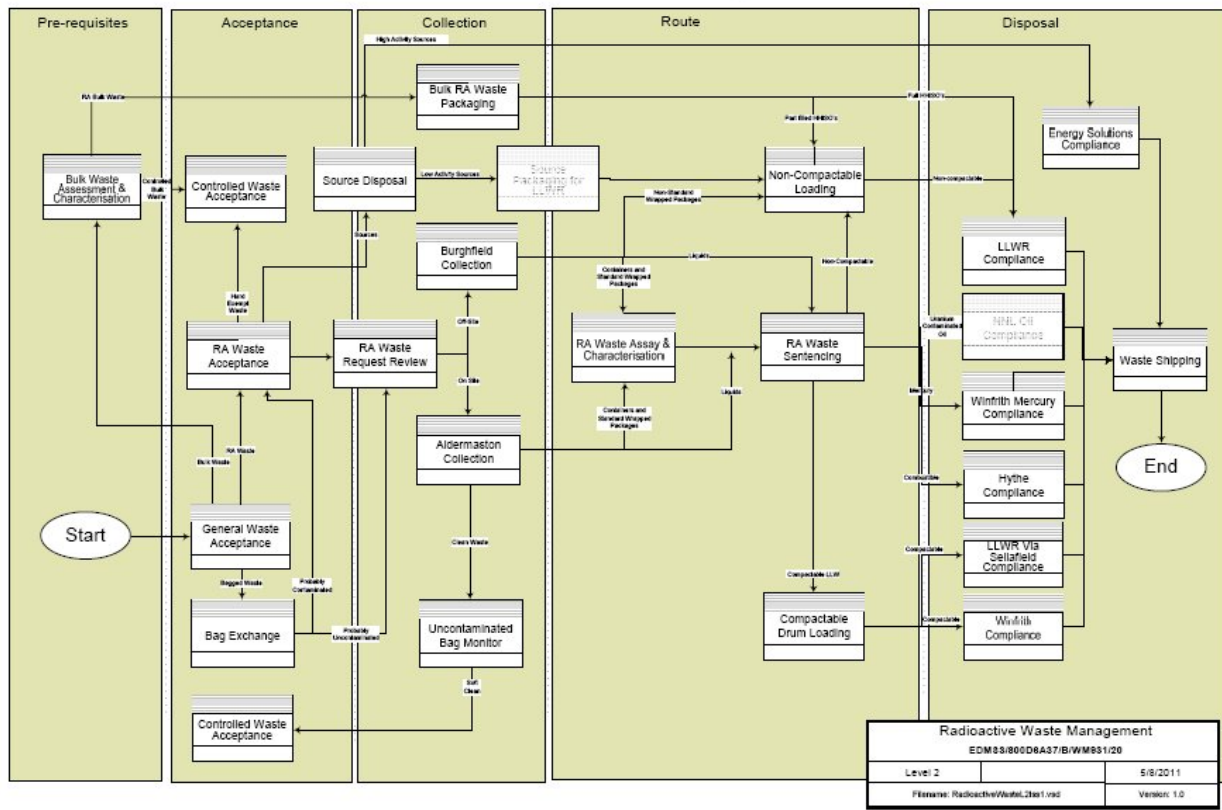 Pre-requisites
Acceptance
Collection
Route
Disposal
High Activity Sources
RA Bulk Waste
Bulk RA Waste
Packaging
Full HHISO's
Part filled HHISO's
Energy Solutions
Compliance
Bulk Waste
Assessment &
Characterisation
Controlled
Bulk
Waste
Controlled Waste
Acceptance
Source Disposal
Low Activity Sources
Source
Packaging for
LLWR
Non-Compactable
Loading
Non-compactable
Non-Standard
Wrapped Packages
Sources
Burghfield
Collection
Liquids
Non-Compactable
LLWR
Compliance
Containers and
Standard Wrapped
Packages
Hard
Exempt
Waste
Off-Site
RA Waste
Acceptance
RA Waste
Request Review
RA Waste Assay &
Characterisation
RA Waste
Sentencing
Uranium
Contaminated
Oil
NNL Oil
Compliance
Waste Shipping
On Site
Liquids
Mercury
Winfrith Mercury
Compliance
Containers and
Standard Wrapped
Packages
Aldermaston
Collection
RA Waste
Bulk Waste
End
Combustible
Hythe
Compliance
Start
General Waste
Acceptance
Clean Waste
Compactable
LLWR Via
Sellafield
Compliance
Bagged Waste
Probably
Contaminated
Compactable LLW
Bag Exchange
Probably
Uncontaminated
Uncontaminated
Bag Monitor
Compactable
Drum Loading
Compactable
Winfrith
Compliance
Soft
Clean
Controlled Waste
Acceptance
Radioactive Waste Management
Level 2
5/8/2011
Filename: RadioactiveWasteL2Iss1.vsd
Version: 1.0